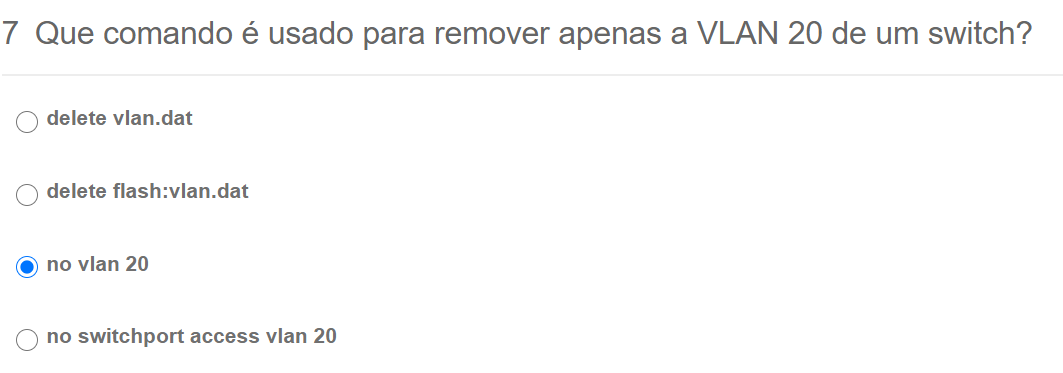 7 Que comando é usado para remover apenas a VLAN 20 de um switch?
delete vlan.dat
delete flash:vlan.dat
no vlan 20
no switchport access vlan 20